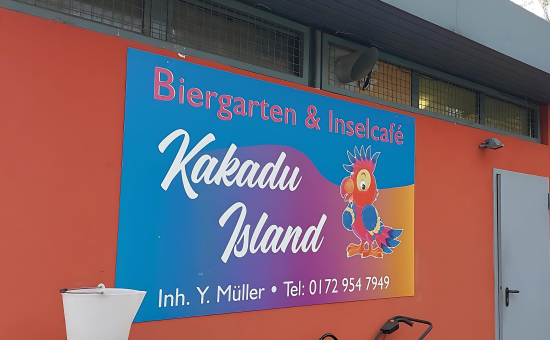 Biergarten & Inselcafé
Kakadu
Island
Inh. Y. Müller • Tel: 0172 954 7949